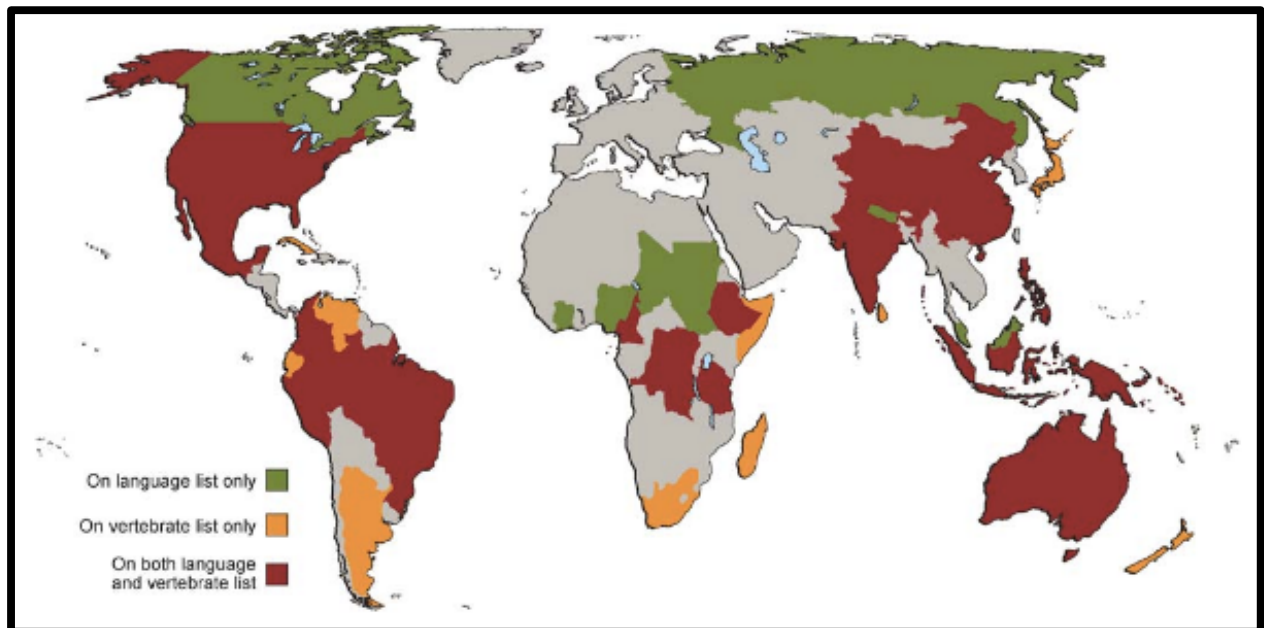 On language list only
On vertebrate list only
On both language
and vertebrate list